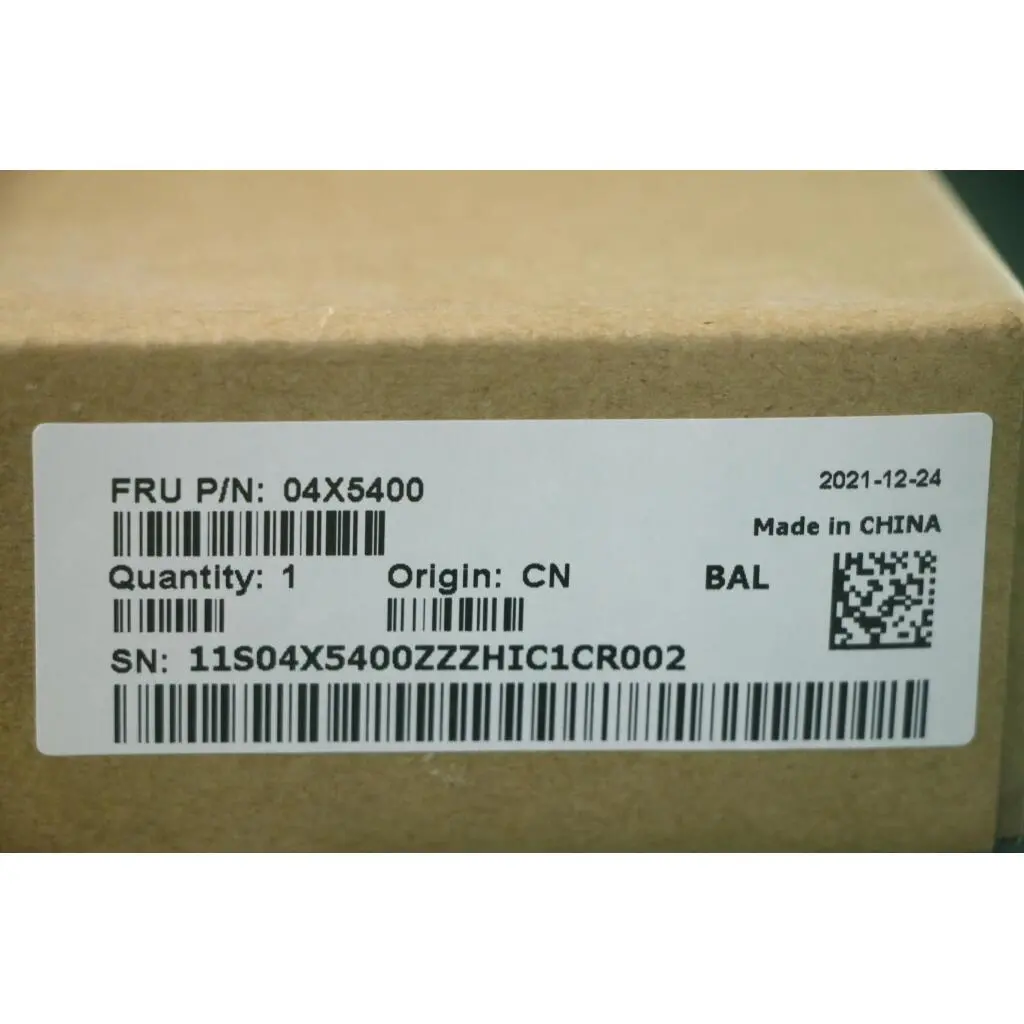 FRU P/N: 04X5400
2021-12-24
Made in CHINA
Quantity: 1
Origin: CN
BAL
SN: 11S04X5400ZZZHIC1CR002